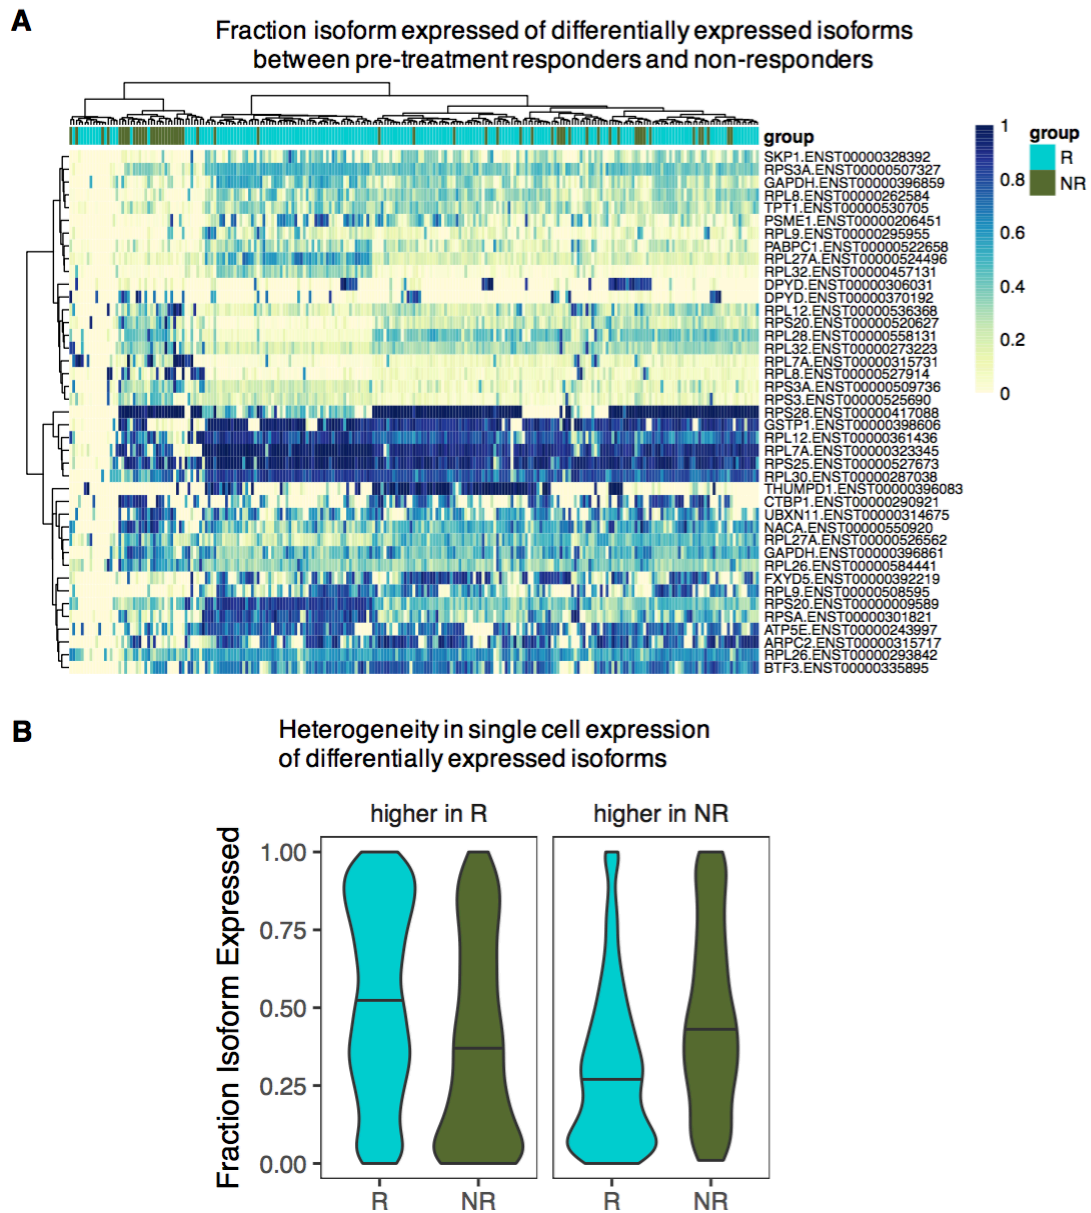 A
Fraction isoform expressed of differentially expressed isoforms
between pre-treatment responders and non-responders
group
SKP1.ENST00000328392
RPS3A.ENST00000507327
GAPDH.ENST00000396859
RPL8.ENST00000262584
TPT1.ENST00000530705
PSME1.ENST00000206451
RPL9.ENST00000295955
PABPC1.ENST00000522658
RPL27A.ENST00000524496
RPL32.ENST00000457131
DPYD.ENST00000306031
DPYD.ENST00000370192
RPL12.ENST00000536368
RPS20.ENST00000520627
RPL28.ENST00000558131
RPL32.ENST00000273223
RPL7A.ENST00000315731
RPL8.ENST00000527914
RPS3A.ENST00000509736
RPS3.ENST00000525690
RPS28.ENST00000417088
GSTP1.ENST00000398606
RPL12.ENST00000361436
RPL7A.ENST00000323345
RPS25.ENST00000527673
RPL30.ENST00000287038
THUMPD1.ENST00000396083
CTBP1.ENST00000290921
UBXN11.ENST00000314675
NACA.ENST00000550920
RPL27A.ENST00000526562
GAPDH.ENST00000396861
RPL26.ENST00000584441
FXYD5.ENST00000392219
RPL9.ENST00000508595
RPS20.ENST00000009589
RPSA.ENST00000301821
ATP5E.ENST00000243997
ARPC2.ENST00000315717
RPL26.ENST00000293842
BTF3.ENST00000335895
1
0.8
0.6
0.4
0.2
0
group
R
NR
B
Heterogeneity in single cell expression
of differentially expressed isoforms
higher in R
higher in NR
Fraction Isoform Expressed
1.00
0.75
0.50
0.25
0.00
R
NR
R
NR